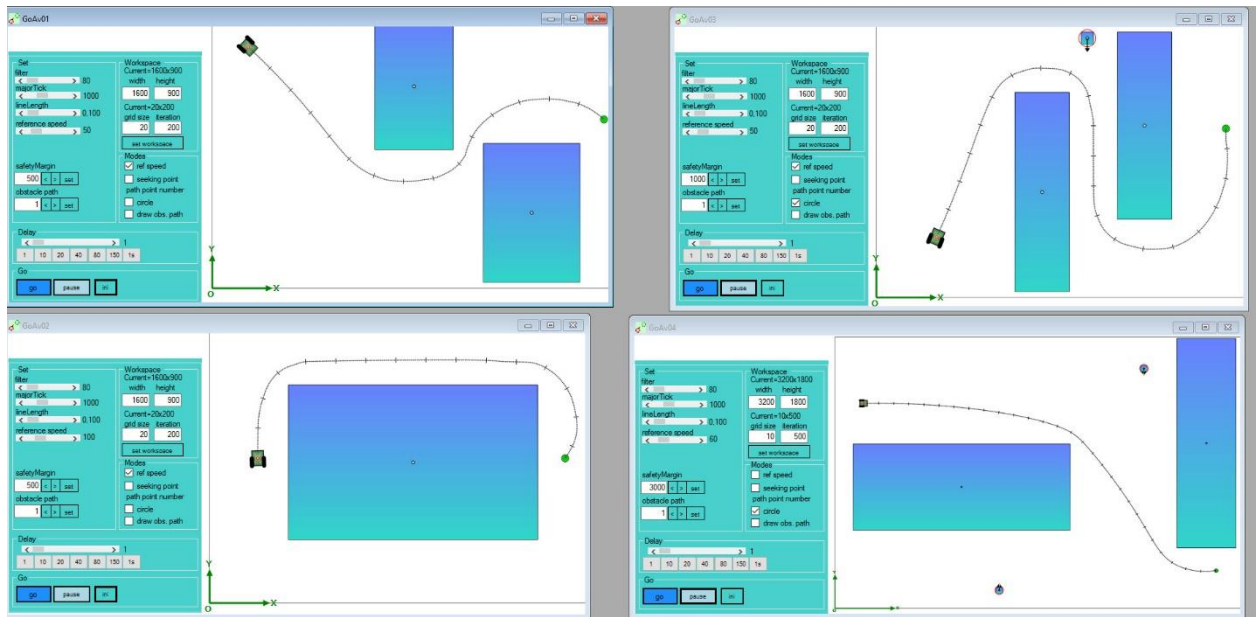 GoAv01
Set
filter
80
majorTick
1000
lineLength
0,100
reference speed
50
safetyMargin
500 < > set
obstacle path
1 < > set
Workspace
Current=1600x900
width height
1600 900
Current=20x200
grid size iteration
20 200
set workspace
Modes
ref speed
seeking point
path point number
circle
draw obs. path
Delay
1
1 10 20 40 80 150 1s
Go
go pause ini
Y
O X
GoAv03
Set
filter
80
majorTick
1000
lineLength
0,100
reference speed
50
safetyMargin
1000 < > set
obstacle path
1 < > set
Workspace
Current=1600x900
width height
1600 900
Current=20x200
grid size iteration
20 200
set workspace
Modes
ref speed
seeking point
path point number
circle
draw obs. path
Delay
1
1 10 20 40 80 150 1s
Go
go pause ini
Y
O X
GoAv02
Set
filter
80
majorTick
1000
lineLength
0,100
reference speed
100
safetyMargin
500 < > set
obstacle path
1 < > set
Workspace
Current=1600x900
width height
1600 900
Current=20x200
grid size iteration
20 200
set workspace
Modes
ref speed
seeking point
path point number
circle
draw obs. path
Delay
1
1 10 20 40 80 150 1s
Go
go pause ini
Y
O X
GoAv04
Set
filter
80
majorTick
1000
lineLength
0,100
reference speed
60
safetyMargin
3000 < > set
obstacle path
1 < > set
Workspace
Current=3200x1800
width height
3200 1800
Current=10x500
grid size iteration
10 500
set workspace
Modes
ref speed
seeking point
path point number
circle
draw obs. path
Delay
1
1 10 20 40 80 150 1s
Go
go pause ini